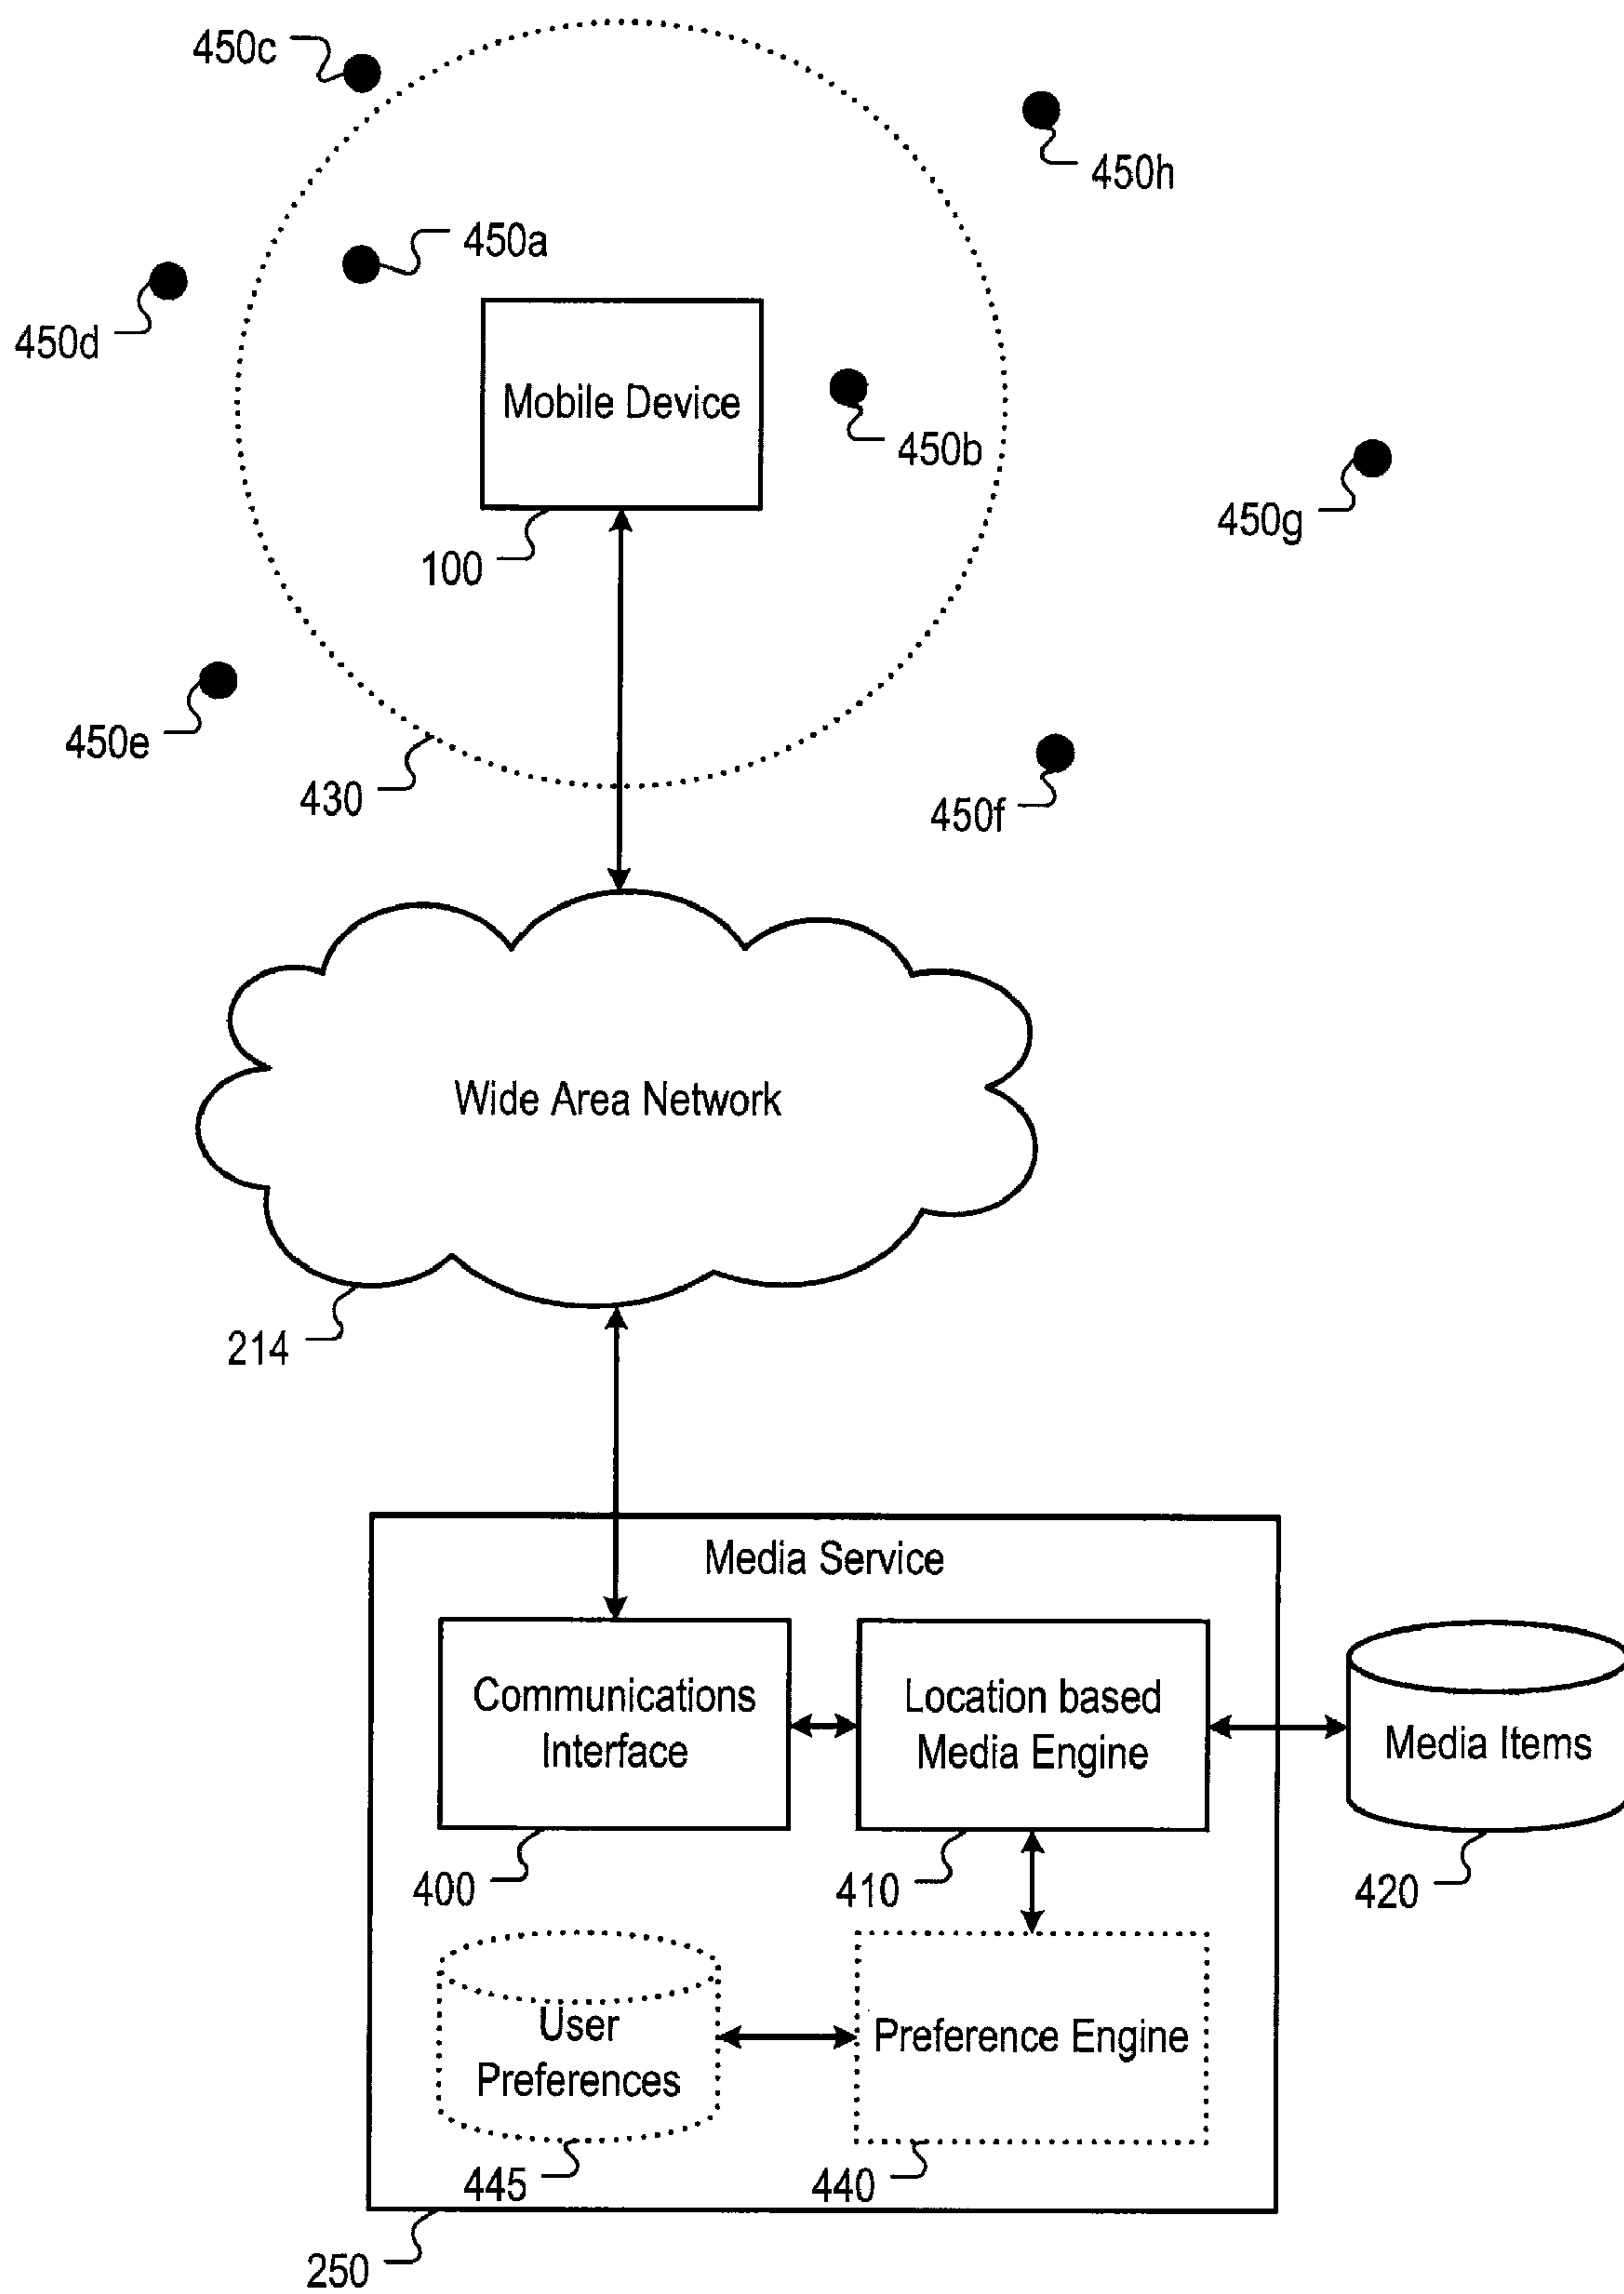 450c
450h
450a
450d
Mobile Device
450b
450g
100
450e
430
450f
Wide Area Network
214
Media Service
Communications
Interface
Location based
Media Engine
Media Items
400
410
420
User
Preferences
Preference Engine
445
440
250